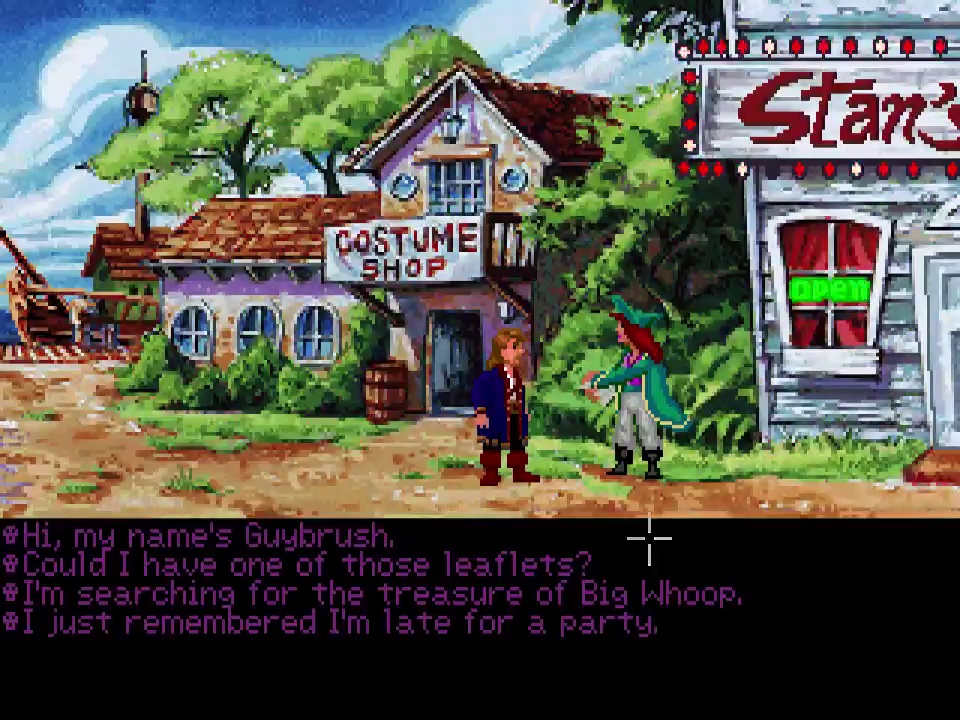 Stan's
COSTUME
SHOP
open
Hi, my name's Guybrush.
Could I have one of those leaflets?
I'm searching for the treasure of Big Whoop.
I just remembered I'm late for a party.